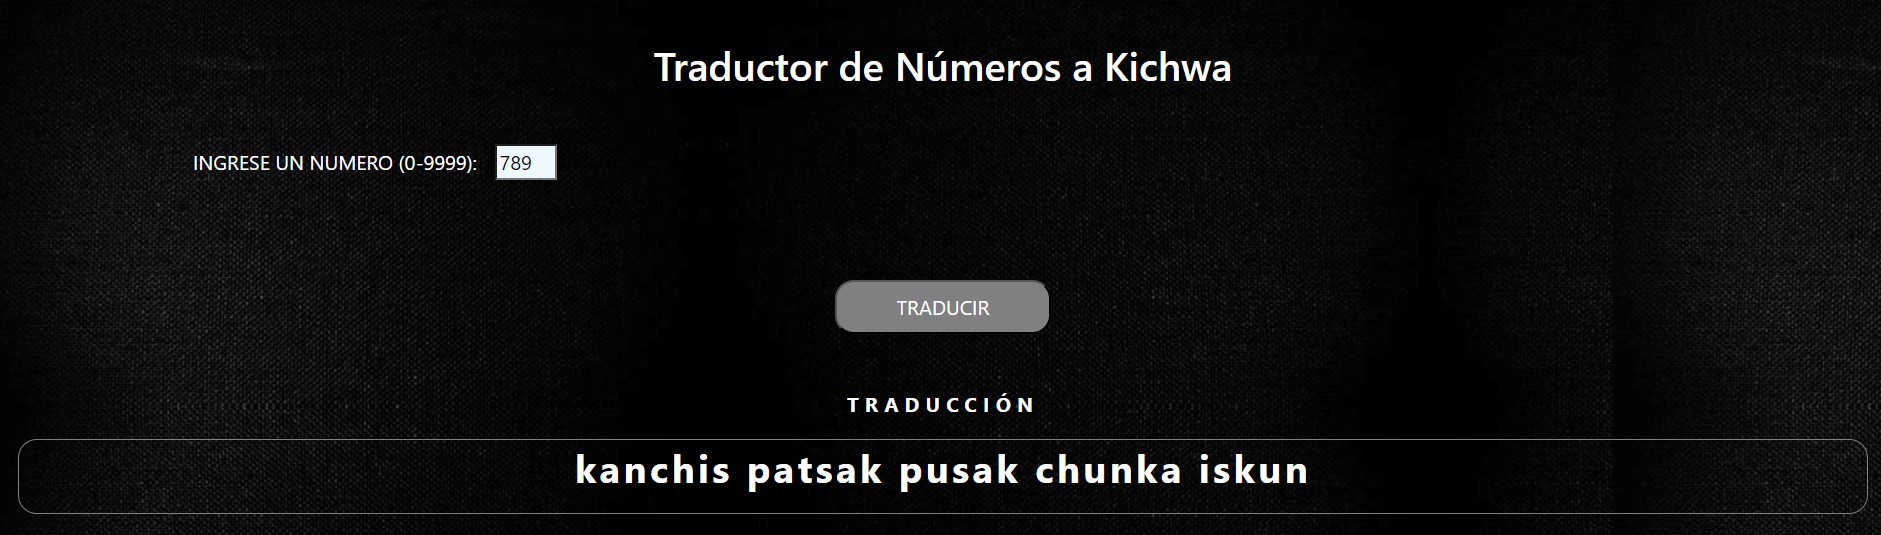 Traductor de Números a Kichwa
INGRESE UN NUMERO (0-9999): 789
TRADUCIR
TRADUCCIÓN
kanchis patsak pusak chunka iskun